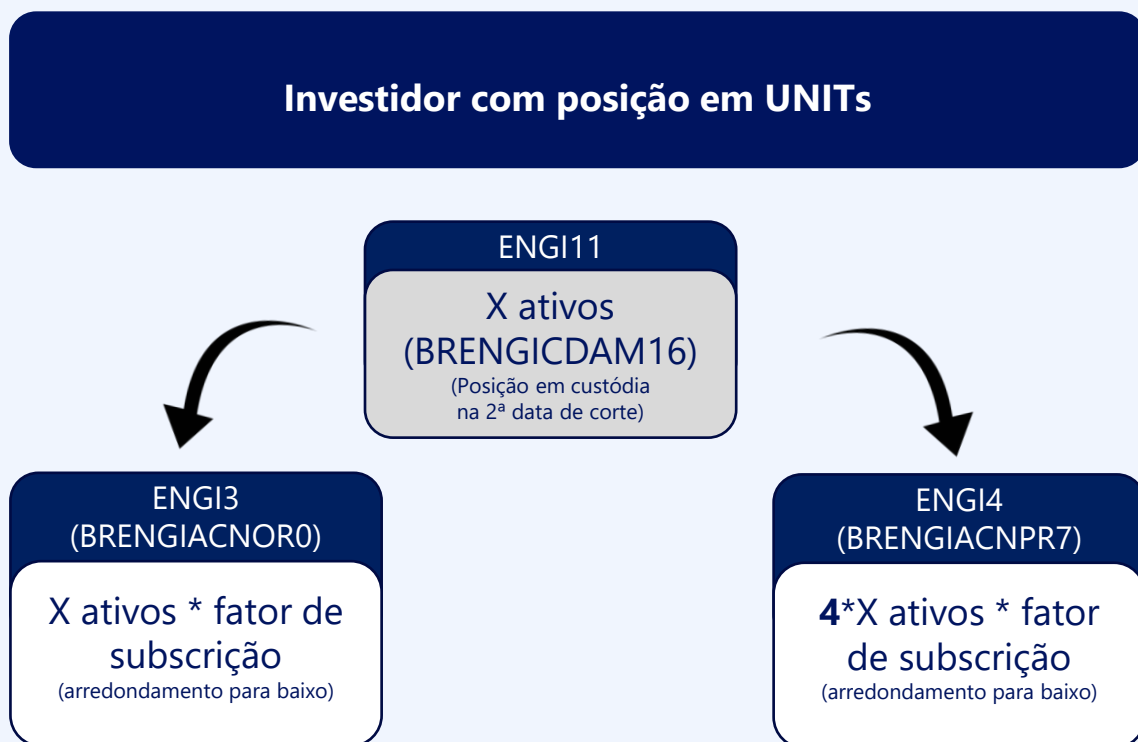 Investidor com posição em UNITs
ENGI11
X ativos
(BRENGICDAM16)
(Posição em custódia
na 2ª data de corte)
ENGI3
(BRENGIACNOR0)
X ativos * fator de
subscrição
(arredondamento para baixo)
ENGI4
(BRENGIACNPR7)
4*X ativos * fator
de subscrição
(arredondamento para baixo)